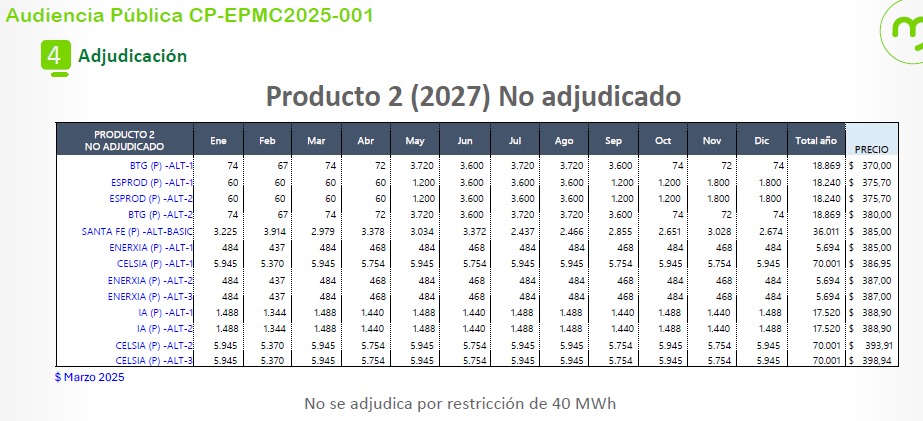 Audiencia Pública CP-EPMC2025-001
4 Adjudicación
Producto 2 (2027) No adjudicado
PRODUCTO 2 NO ADJUDICADO Ene Feb Mar Abr May Jun Jul Ago Sep Oct Nov Dic Total año PRECIO
BTG (P) -ALT-1 74 67 74 72 3.720 3.600 3.720 3.720 3.600 74 72 74 18.869 $ 370,00
ESPROD (P) -ALT-1 60 60 60 60 1.200 3.600 3.600 3.600 1.200 1.200 1.800 1.800 18.240 $ 375,70
ESPROD (P) -ALT-2 60 60 60 60 1.200 3.600 3.600 3.600 1.200 1.200 1.800 1.800 18.240 $ 375,70
BTG (P) -ALT-2 74 67 74 72 3.720 3.600 3.720 3.720 3.600 74 72 74 18.869 $ 380,00
SANTA FE (P) -ALT-BASIC 3.225 3.914 2.979 3.378 3.034 3.372 2.437 2.466 2.855 2.651 3.028 2.674 36.011 $ 385,00
ENERXIA (P) -ALT-1 484 437 484 468 484 468 484 484 468 484 468 484 5.694 $ 385,00
CELSIA (P) -ALT-1 5.945 5.370 5.945 5.754 5.945 5.754 5.945 5.945 5.754 5.945 5.754 5.945 70.001 $ 386,95
ENERXIA (P) -ALT-2 484 437 484 468 484 468 484 484 468 484 468 484 5.694 $ 387,00
ENERXIA (P) -ALT-3 484 437 484 468 484 468 484 484 468 484 468 484 5.694 $ 387,00
IA (P) -ALT-1 1.488 1.344 1.488 1.440 1.488 1.440 1.488 1.488 1.440 1.488 1.440 1.488 17.520 $ 388,90
IA (P) -ALT-2 1.488 1.344 1.488 1.440 1.488 1.440 1.488 1.488 1.440 1.488 1.440 1.488 17.520 $ 388,90
CELSIA (P) -ALT-2 5.945 5.370 5.945 5.754 5.945 5.754 5.945 5.945 5.754 5.945 5.754 5.945 70.001 $ 393,91
CELSIA (P) -ALT-3 5.945 5.370 5.945 5.754 5.945 5.754 5.945 5.945 5.754 5.945 5.754 5.945 70.001 $ 398,94
$ Marzo 2025
No se adjudica por restricción de 40 MWh